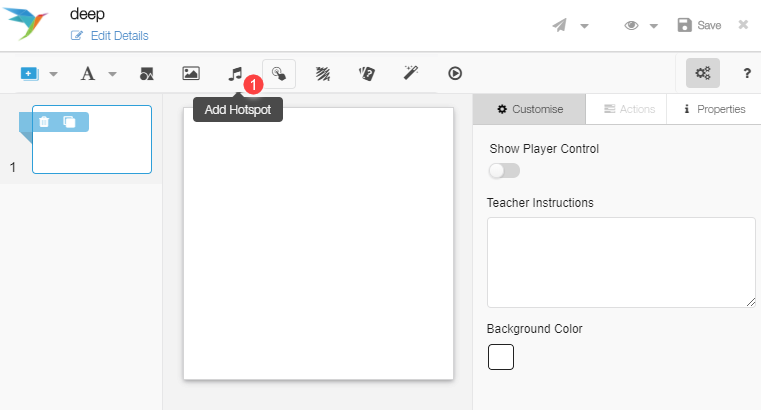 deep
Edit Details
Save
A
?
1
Add Hotspot
Customise
Actions
Properties
1
Show Player Control
Teacher Instructions
Background Color